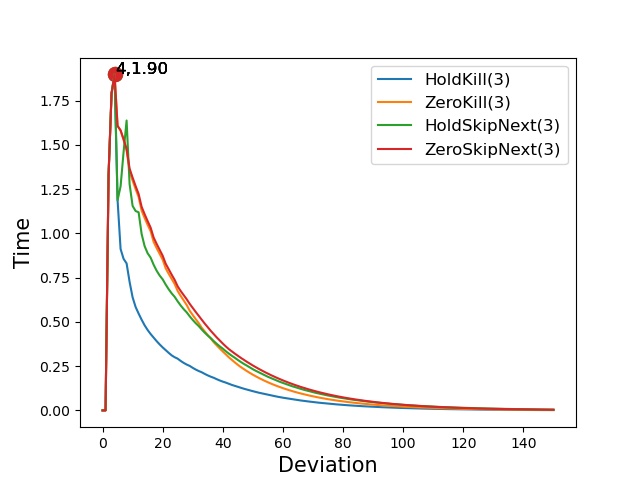 4,1.90
HoldKill(3)
ZeroKill(3)
HoldSkipNext(3)
ZeroSkipNext(3)
1.75
1.50
1.25
1.00
0.75
0.50
0.25
0.00
Time
0 20 40 60 80 100 120 140
Deviation